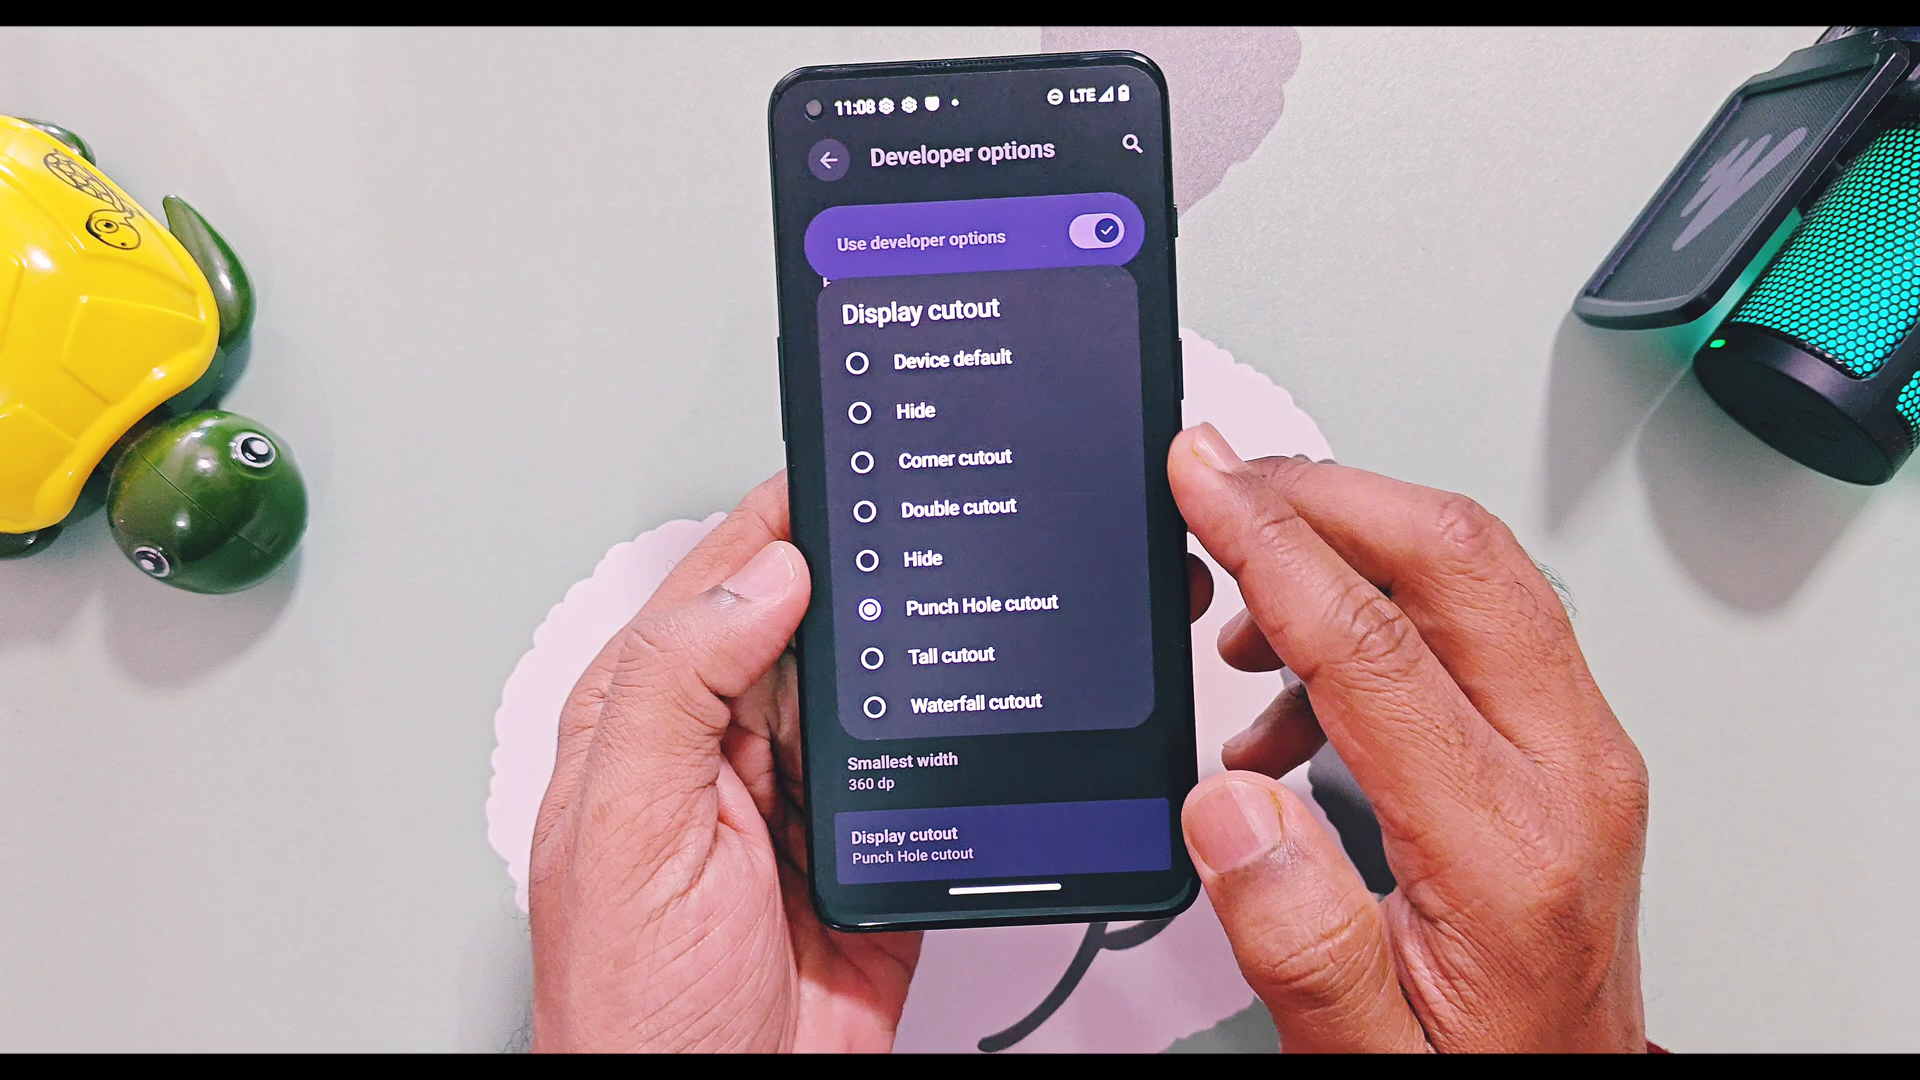 11:08
LTE
Developer options
Use developer options
Display cutout
Device default
Hide
Corner cutout
Double cutout
Hide
Punch Hole cutout
Tall cutout
Waterfall cutout
Smallest width
360 dp
Display cutout
Punch Hole cutout